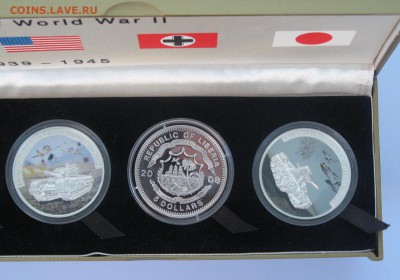 COINS.LAVE.RU
World War II
939 - 1945
REPUBLIC OF LIBERIA
20 08
5 DOLLARS